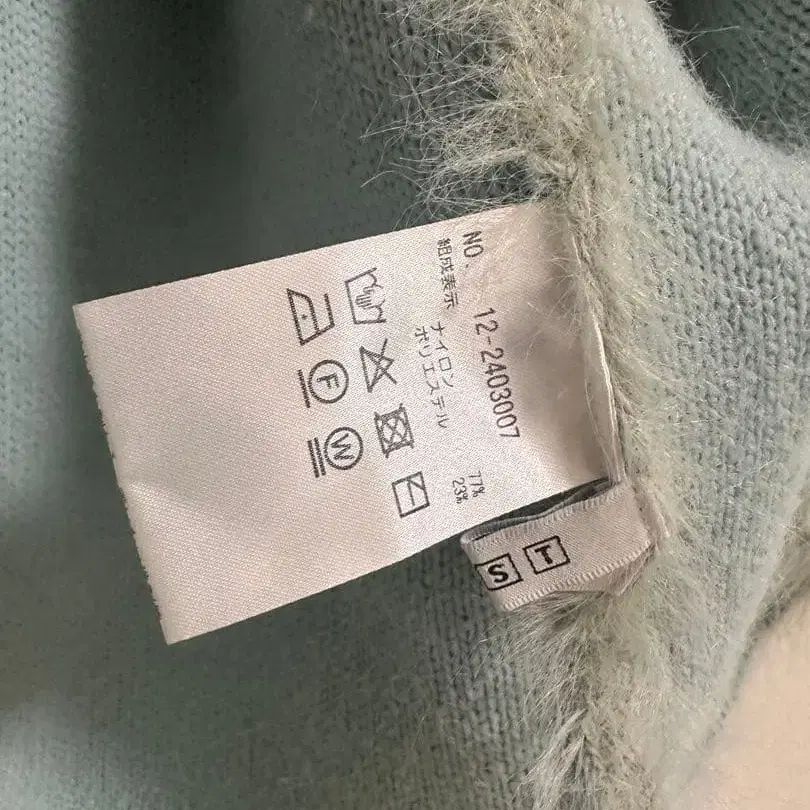 NO. 12-2403007
組成表示
ナイロン 77%
ポリエステル 23%
F
W
S T